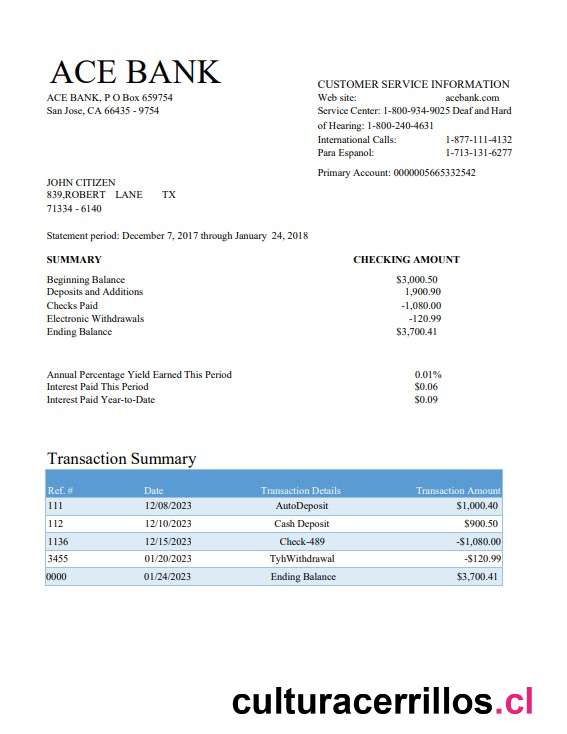 ACE BANK
ACE BANK, P O Box 659754
San Jose, CA 66435 - 9754
CUSTOMER SERVICE INFORMATION
Web site: acebank.com
Service Center: 1-800-934-9025 Deaf and Hard
of Hearing: 1-800-240-4631
International Calls: 1-877-111-4132
Para Espanol: 1-713-131-6277
Primary Account: 0000005665332542
JOHN CITIZEN
839,ROBERT LANE TX
71334 - 6140
Statement period: December 7, 2017 through January 24, 2018
SUMMARY CHECKING AMOUNT
Beginning Balance $3,000.50
Deposits and Additions 1,900.90
Checks Paid -1,080.00
Electronic Withdrawals -120.99
Ending Balance $3,700.41
Annual Percentage Yield Earned This Period 0.01%
Interest Paid This Period $0.06
Interest Paid Year-to-Date $0.09
Transaction Summary
Ref. # Date Transaction Details Transaction Amount
111 12/08/2023 AutoDeposit $1,000.40
112 12/10/2023 Cash Deposit $900.50
1136 12/15/2023 Check-489 -$1,080.00
3455 01/20/2023 TyhWithdrawal -$120.99
0000 01/24/2023 Ending Balance $3,700.41
culturacerrillos.cl